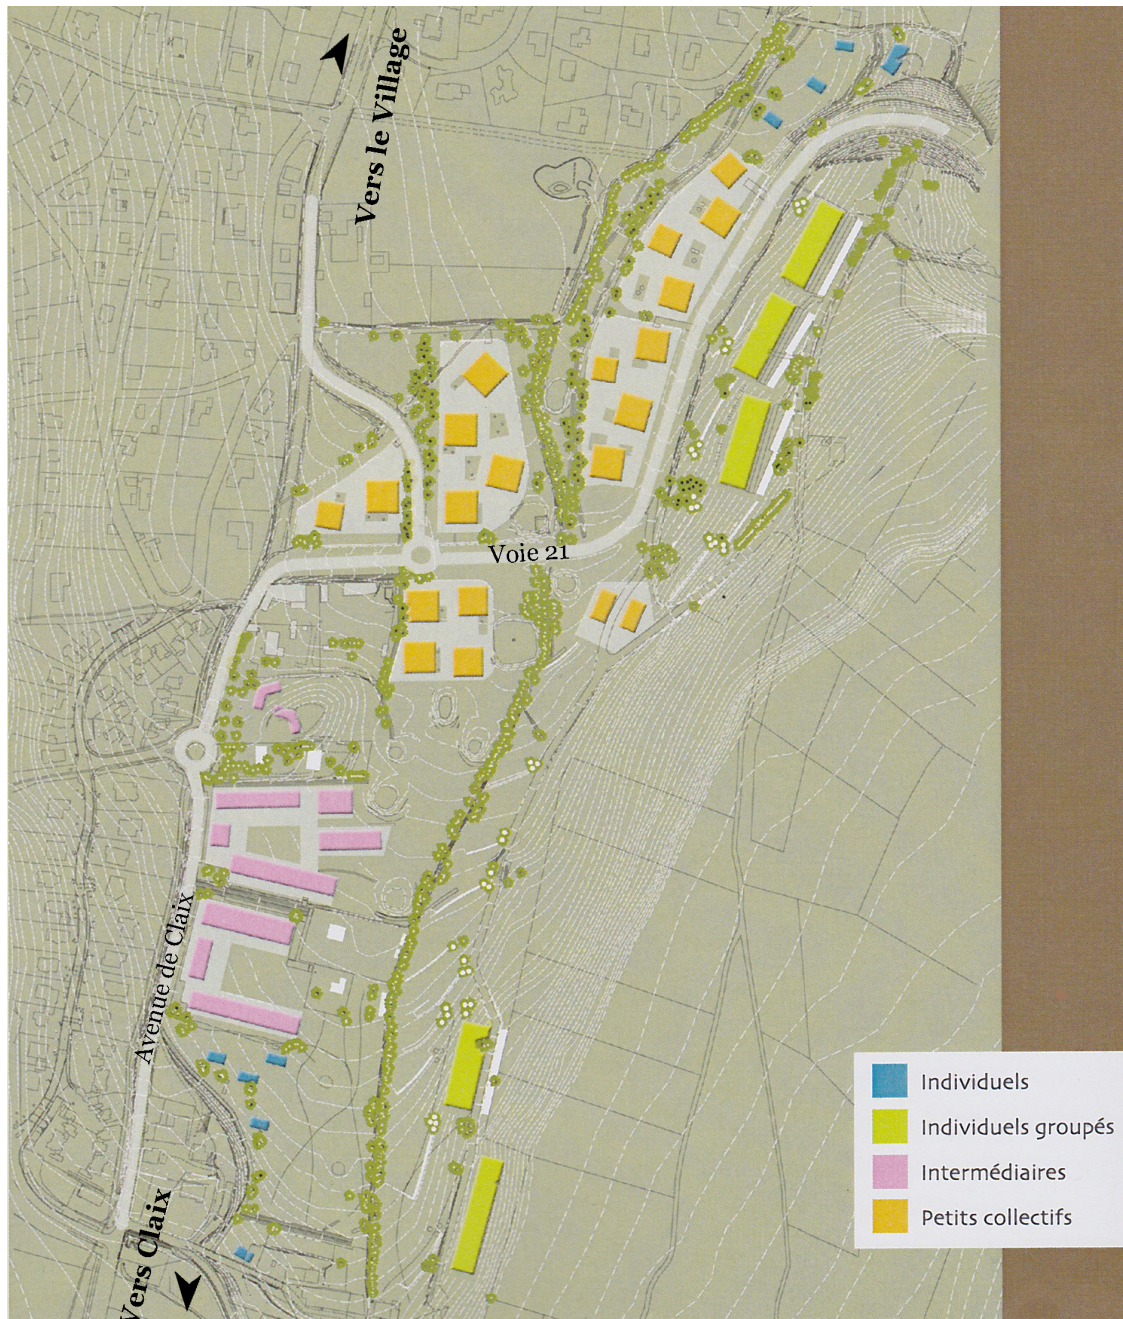 Vers le Village
Voie 21
Avenue de Claix
Vers Claix
Individuels
Individuels groupés
Intermédiaires
Petits collectifs